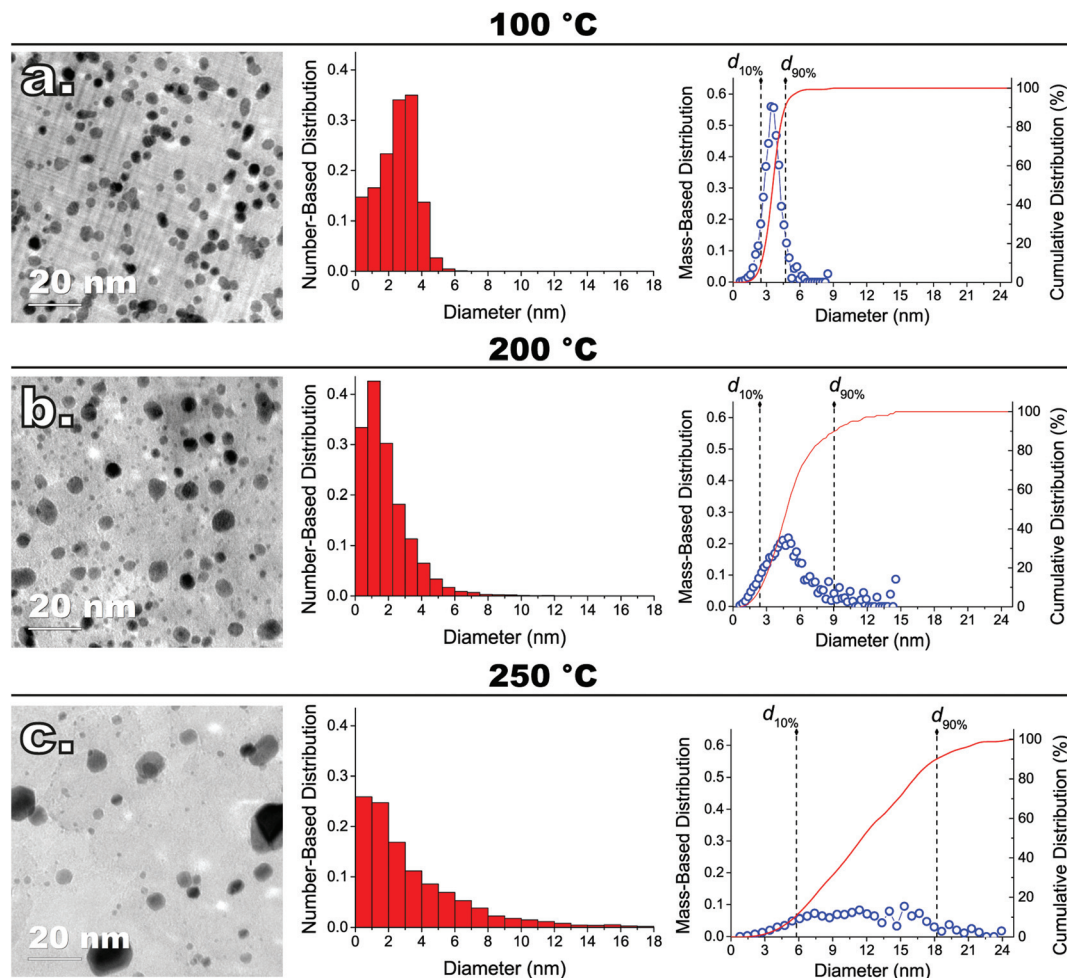 100 °C
a.
20 nm
Number-Based Distribution
0.4
0.3
0.2
0.1
0.0
0 2 4 6 8 10 12 14 16 18
Diameter (nm)
d10% d90%
Mass-Based Distribution
0.6
0.5
0.4
0.3
0.2
0.1
0.0
0 3 6 9 12 15 18 21 24
Diameter (nm)
100
80
60
40
20
0
Cumulative Distribution (%)
200 °C
b.
20 nm
Number-Based Distribution
0.4
0.3
0.2
0.1
0.0
0 2 4 6 8 10 12 14 16 18
Diameter (nm)
d10% d90%
Mass-Based Distribution
0.6
0.5
0.4
0.3
0.2
0.1
0.0
0 3 6 9 12 15 18 21 24
Diameter (nm)
100
80
60
40
20
0
Cumulative Distribution (%)
250 °C
c.
20 nm
Number-Based Distribution
0.4
0.3
0.2
0.1
0.0
0 2 4 6 8 10 12 14 16 18
Diameter (nm)
d10% d90%
Mass-Based Distribution
0.6
0.5
0.4
0.3
0.2
0.1
0.0
0 3 6 9 12 15 18 21 24
Diameter (nm)
100
80
60
40
20
0
Cumulative Distribution (%)